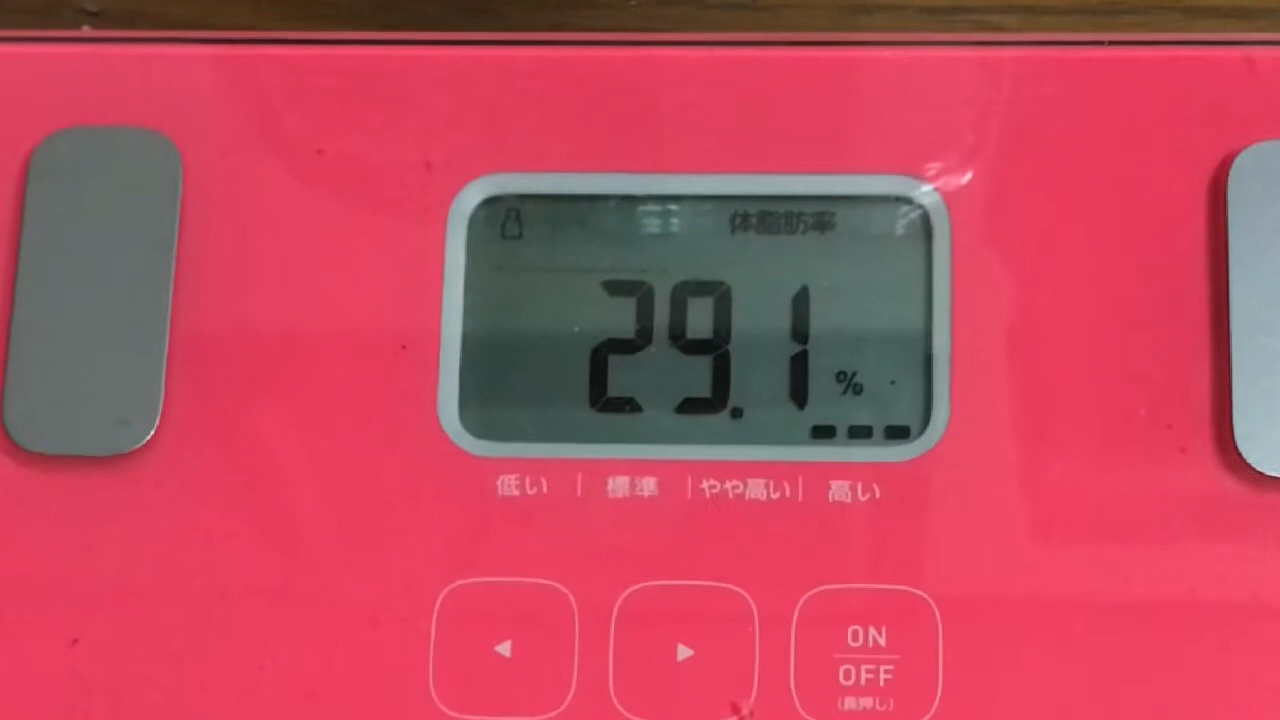 体脂肪率
29.1 %
低い | 標準 | やや高い | 高い
◀ ▶ ON
OFF
(長押し)